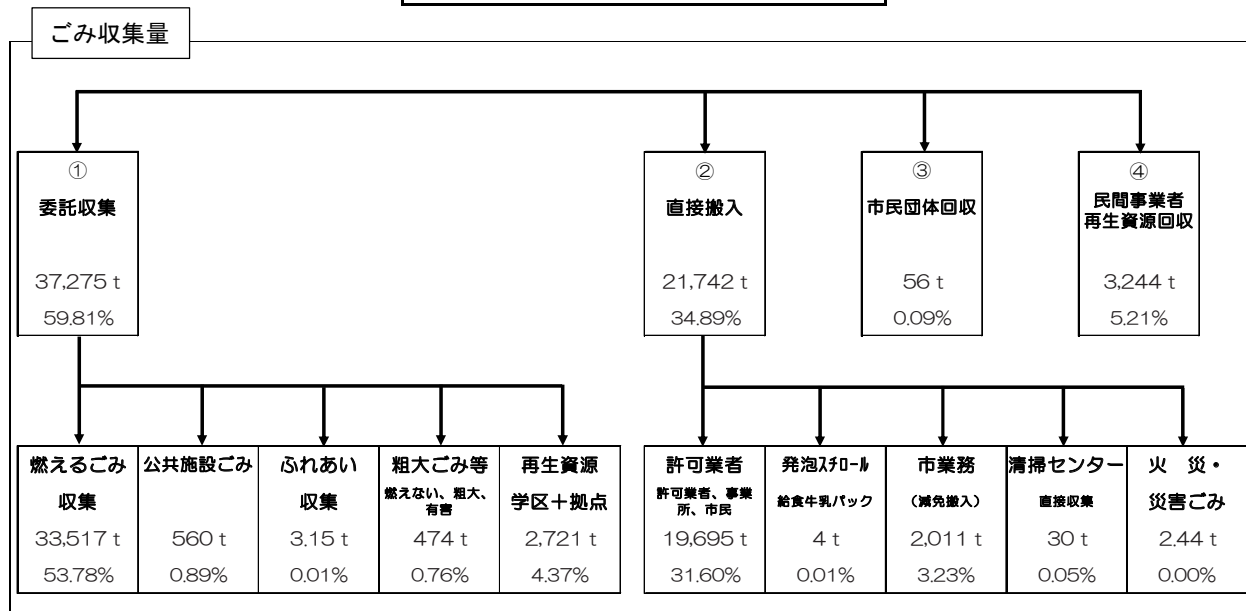 ごみ収集量
①
委託収集
37,275 t
59.81%
②
直接搬入
21,742 t
34.89%
③
市民団体回収
56 t
0.09%
④
民間事業者
再生資源回収
3,244 t
5.21%
燃えるごみ
収集
33,517 t
53.78%
公共施設ごみ
560 t
0.89%
ふれあい
収集
3.15 t
0.01%
粗大ごみ等
燃えない、粗大、
有害
474 t
0.76%
再生資源
学区＋拠点
2,721 t
4.37%
許可業者
許可業者、事業
所、市民
19,695 t
31.60%
発泡ｽﾁﾛｰﾙ
給食牛乳パック
4 t
0.01%
市業務
（減免搬入）
2,011 t
3.23%
清掃センター
直接収集
30 t
0.05%
火　災・
災害ごみ
2.44 t
0.00%